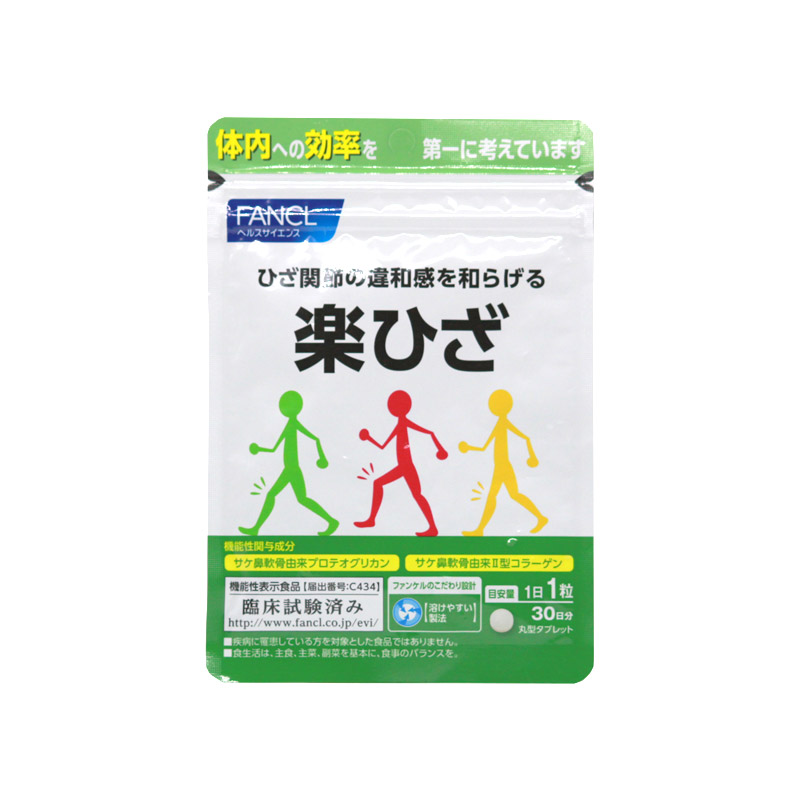 体内への効率を 第一に考えています
FANCL
ヘルスサイエンス
ひざ関節の違和感を和らげる
楽ひざ
機能性関与成分
サケ鼻軟骨由来プロテオグリカン
サケ鼻軟骨由来Ⅱ型コラーゲン
機能性表示食品【届出番号:C434】
臨床試験済み
http://www.fancl.co.jp/evi/
ファンケルのこだわり設計
【溶けやすい製法】
目安量 1日1粒
30日分
丸型タブレット
■疾病に罹患している方を対象とした食品ではありません。
■食生活は、主食、主菜、副菜を基本に、食事のバランスを。